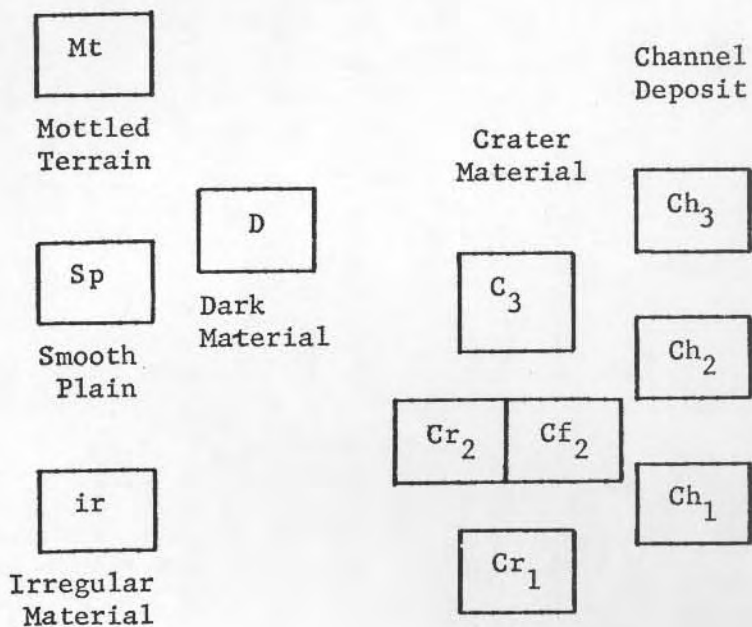 Mt
Mottled
Terrain
Sp
Smooth
Plain
ir
Irregular
Material
D
Dark
Material
Crater
Material
C3
Cr2
Cf2
Cr1
Channel
Deposit
Ch3
Ch2
Ch1